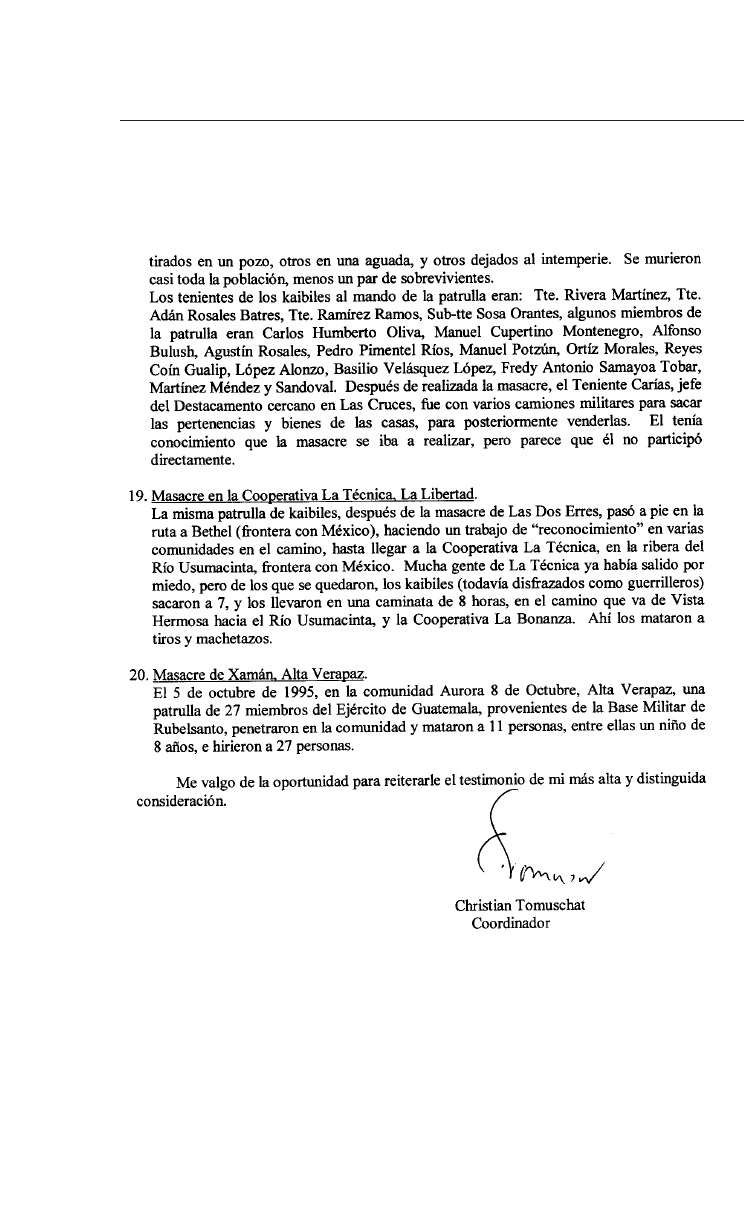 tirados en un pozo, otros en una aguada, y otros dejados al intemperie. Se murieron
casi toda la población, menos un par de sobrevivientes.
Los tenientes de los kaibiles al mando de la patrulla eran: Tte. Rivera Martínez, Tte.
Adán Rosales Batres, Tte. Ramírez Ramos, Sub-tte Sosa Orantes, algunos miembros de
la patrulla eran Carlos Humberto Oliva, Manuel Cupertino Montenegro, Alfonso
Bulush, Agustín Rosales, Pedro Pimentel Ríos, Manuel Potzún, Ortíz Morales, Reyes
Coín Gualip, López Alonzo, Basilio Velásquez López, Fredy Antonio Samayoa Tobar,
Martínez Méndez y Sandoval. Después de realizada la masacre, el Teniente Carías, jefe
del Destacamento cercano en Las Cruces, fue con varios camiones militares para sacar
las pertenencias y bienes de las casas, para posteriormente venderlas. El tenía
conocimiento que la masacre se iba a realizar, pero parece que él no participó
directamente.
19. Masacre en la Cooperativa La Técnica, La Libertad.
La misma patrulla de kaibiles, después de la masacre de Las Dos Erres, pasó a pie en la
ruta a Bethel (frontera con México), haciendo un trabajo de “reconocimiento” en varias
comunidades en el camino, hasta llegar a la Cooperativa La Técnica, en la ribera del
Río Usumacinta, frontera con México. Mucha gente de La Técnica ya había salido por
miedo, pero de los que se quedaron, los kaibiles (todavía disfrazados como guerrilleros)
sacaron a 7, y los llevaron en una caminata de 8 horas, en el camino que va de Vista
Hermosa hacia el Río Usumacinta, y la Cooperativa La Bonanza. Ahí los mataron a
tiros y machetazos.
20. Masacre de Xamán, Alta Verapaz.
El 5 de octubre de 1995, en la comunidad Aurora 8 de Octubre, Alta Verapaz, una
patrulla de 27 miembros del Ejército de Guatemala, provenientes de la Base Militar de
Rubelsanto, penetraron en la comunidad y mataron a 11 personas, entre ellas un niño de
8 años, e hirieron a 27 personas.
Me valgo de la oportunidad para reiterarle el testimonio de mi más alta y distinguida
consideración.
Christian Tomuschat
Coordinador